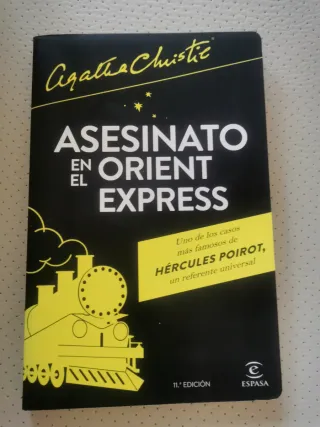 Agatha Christie
ASESINATO
EN EL ORIENT
EXPRESS
Uno de los casos
más famosos de
HÉRCULES POIROT,
un referente universal
11.ª EDICIÓN
e
ESPASA